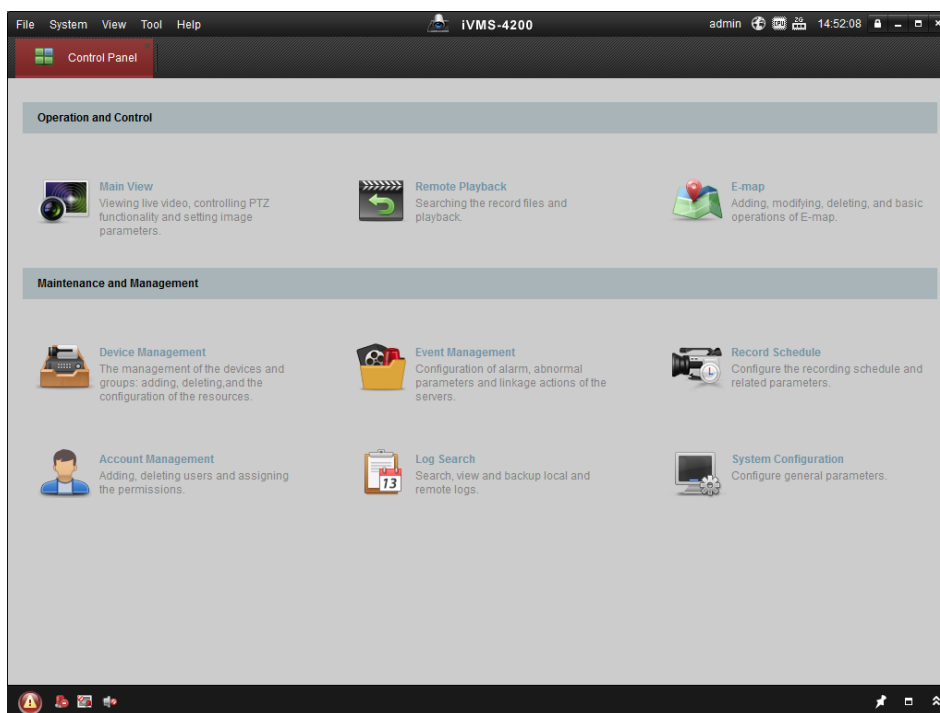 File System View Tool Help iVMS-4200 admin CPU 2G 14:52:08
Control Panel
Operation and Control
Main View
Viewing live video, controlling PTZ
functionality and setting image
parameters.
Remote Playback
Searching the record files and
playback.
E-map
Adding, modifying, deleting, and basic
operations of E-map.
Maintenance and Management
Device Management
The management of the devices and
groups: adding, deleting,and the
configuration of the resources.
Event Management
Configuration of alarm, abnormal
parameters and linkage actions of the
servers.
Record Schedule
Configure the recording schedule and
related parameters.
Account Management
Adding, deleting users and assigning
the permissions.
Log Search
Search, view and backup local and
remote logs.
13
System Configuration
Configure general parameters.